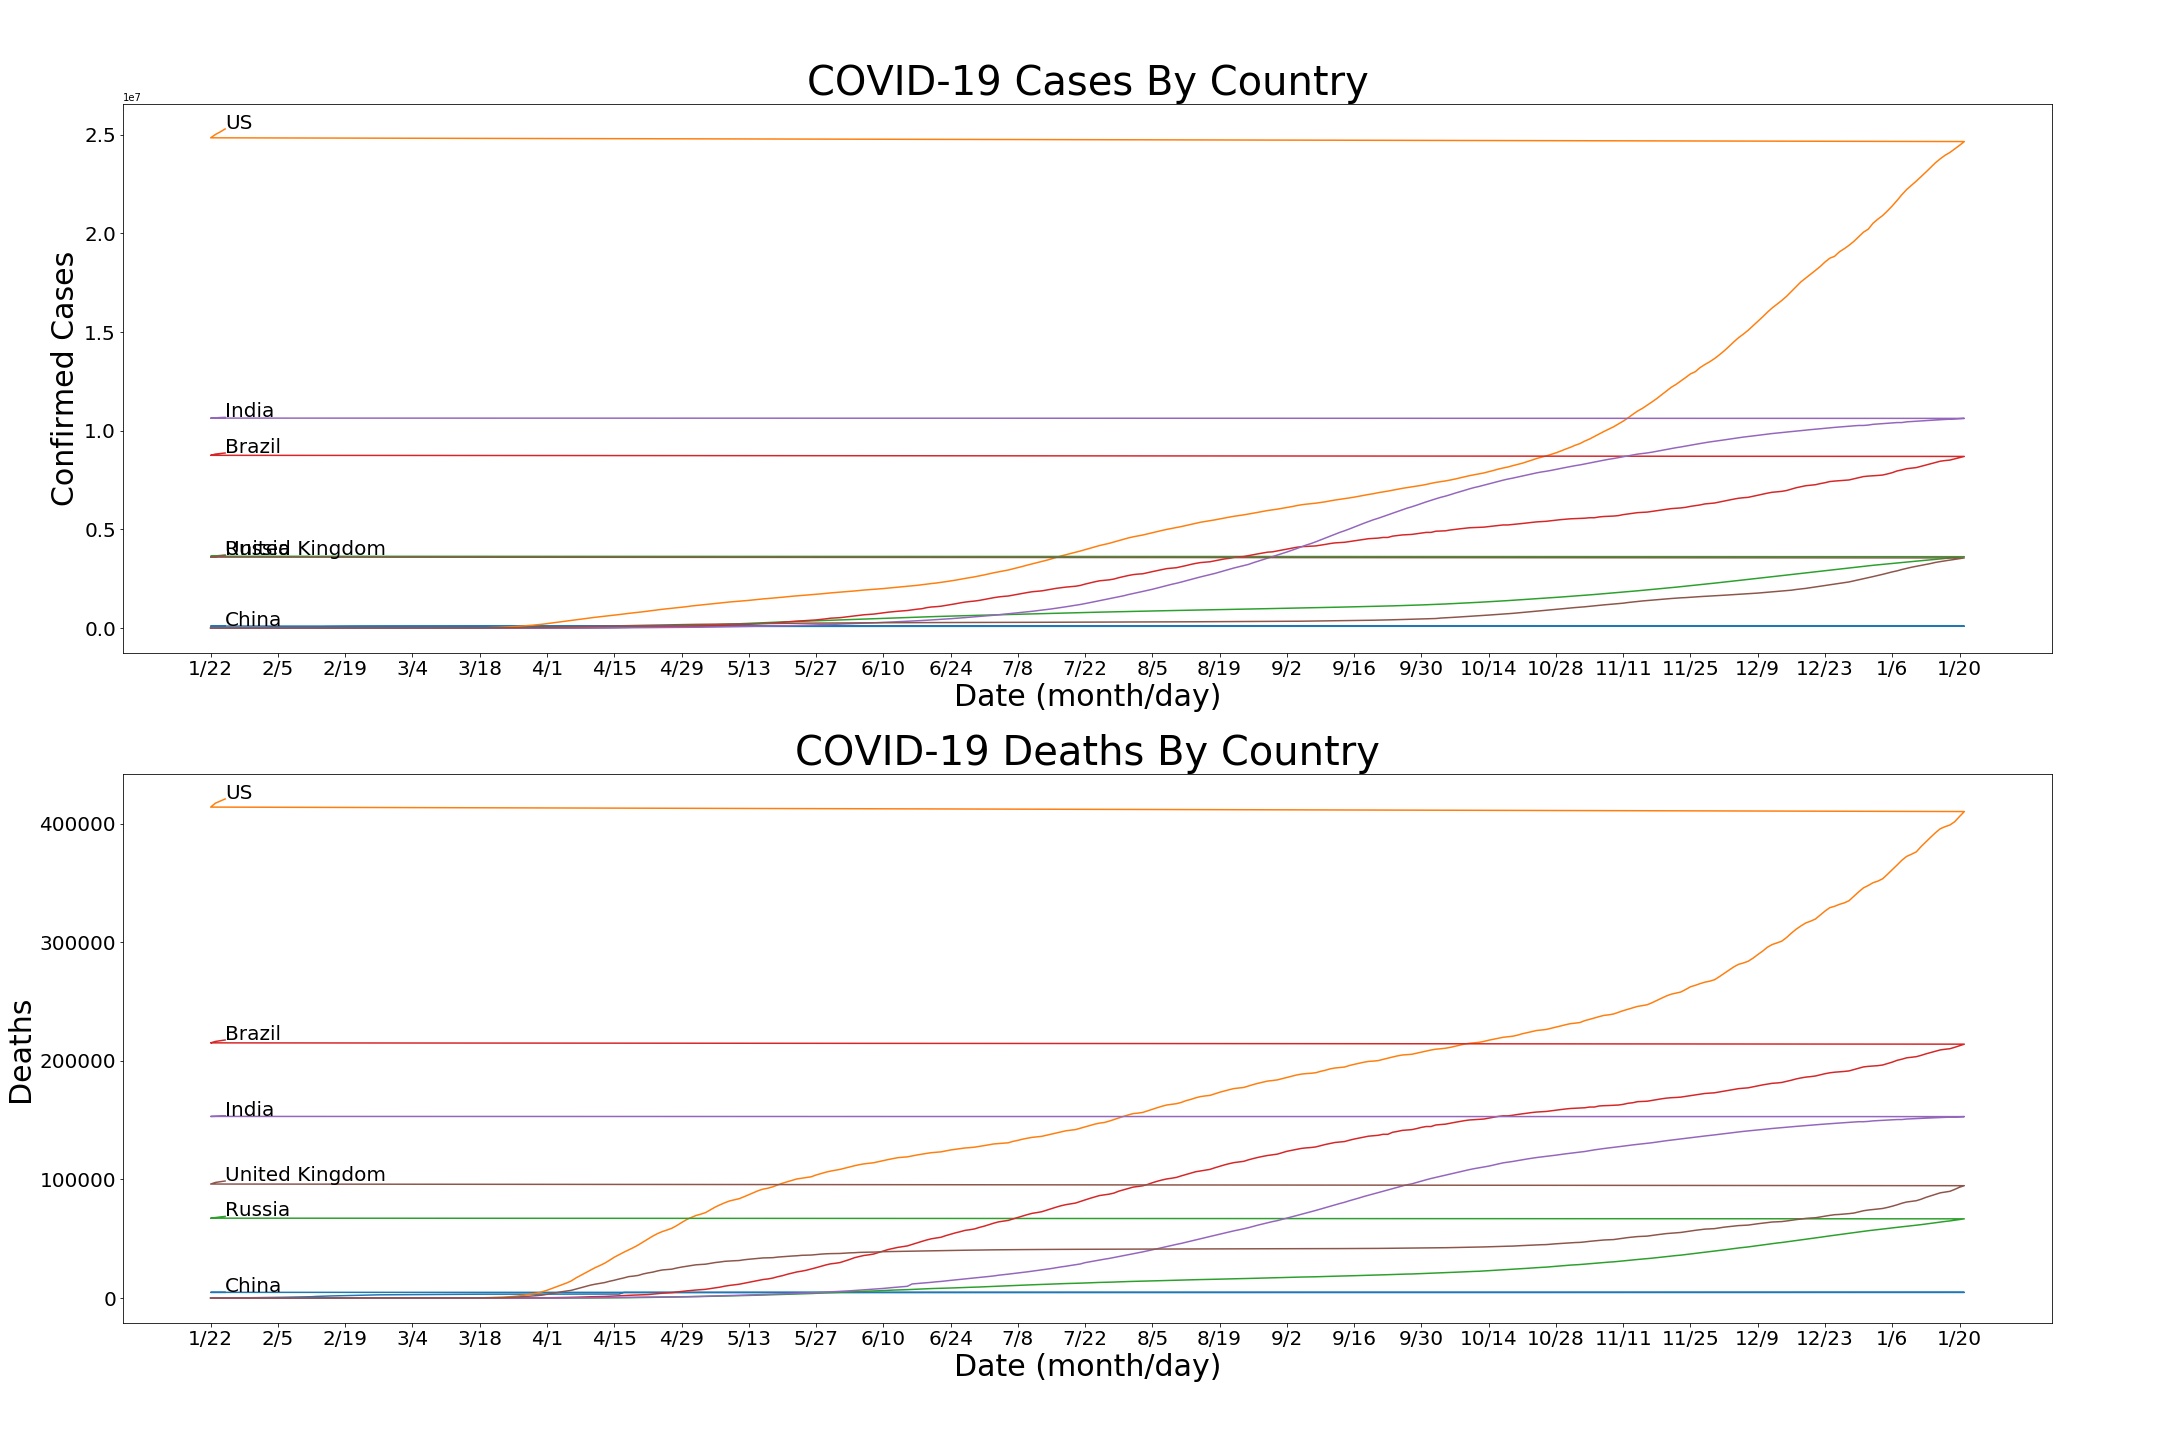 COVID-19 Cases By Country
1e7
US
2.5
2.0
1.5
India
1.0
Brazil
0.5
Russia
United Kingdom
China
0.0
Confirmed Cases
1/22 2/5 2/19 3/4 3/18 4/1 4/15 4/29 5/13 5/27 6/10 6/24 7/8 7/22 8/5 8/19 9/2 9/16 9/30 10/14 10/28 11/11 11/25 12/9 12/23 1/6 1/20
Date (month/day)
COVID-19 Deaths By Country
US
400000
300000
Brazil
200000
India
United Kingdom
100000
Russia
China
0
Deaths
1/22 2/5 2/19 3/4 3/18 4/1 4/15 4/29 5/13 5/27 6/10 6/24 7/8 7/22 8/5 8/19 9/2 9/16 9/30 10/14 10/28 11/11 11/25 12/9 12/23 1/6 1/20
Date (month/day)